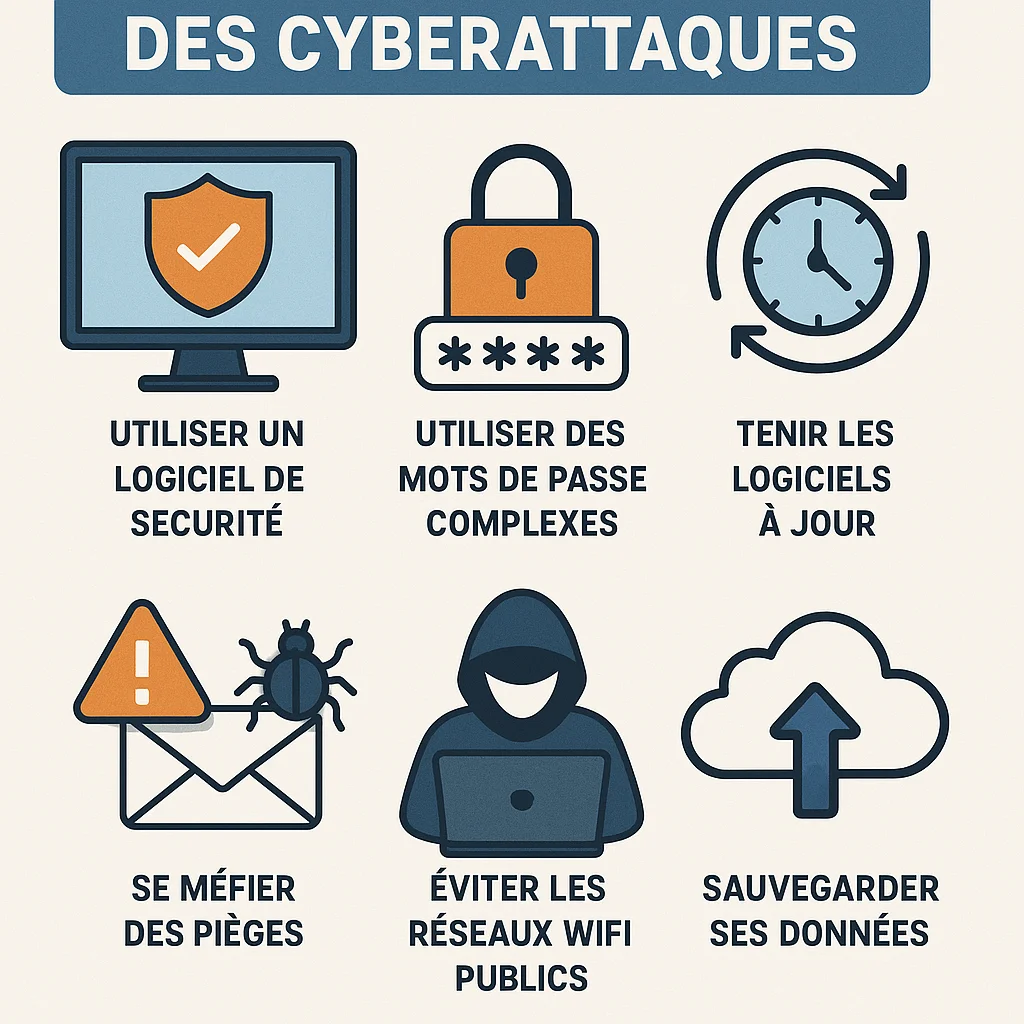 DES CYBERATTAQUES
UTILISER UN
LOGICIEL DE
SECURITÉ
****
UTILISER DES
MOTS DE PASSE
COMPLEXES
TENIR LES
LOGICIELS
À JOUR
SE MÉFIER
DES PIÈGES
ÉVITER LES
RÉSEAUX WIFI
PUBLICS
SAUVEGARDER
SES DONNÉES